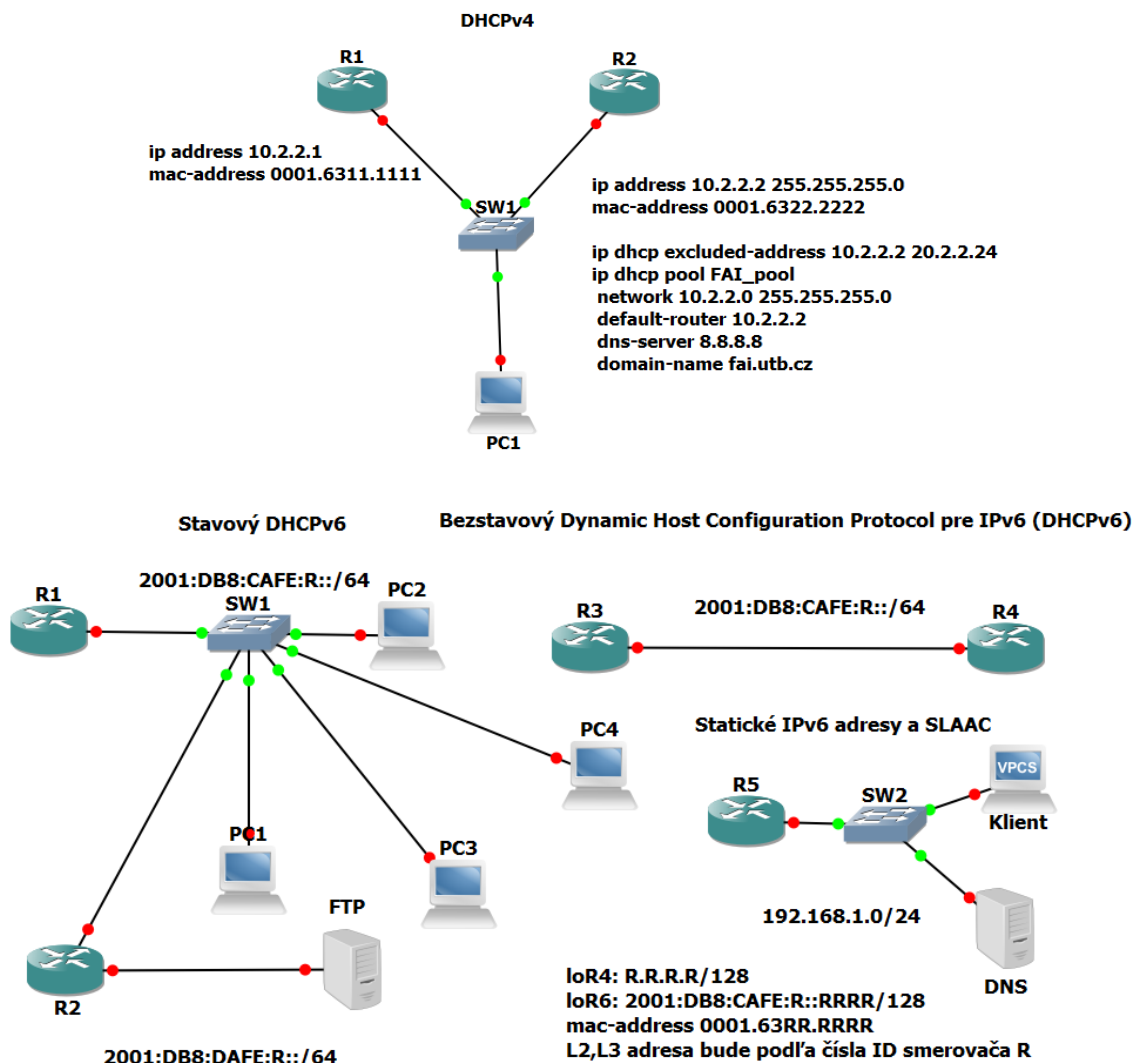 DHCPv4
R1
R2
ip address 10.2.2.1
mac-address 0001.6311.1111
ip address 10.2.2.2 255.255.255.0
mac-address 0001.6322.2222
SW1
ip dhcp excluded-address 10.2.2.2 20.2.2.24
ip dhcp pool FAI_pool
network 10.2.2.0 255.255.255.0
default-router 10.2.2.2
dns-server 8.8.8.8
domain-name fai.utb.cz
PC1
Stavový DHCPv6
Bezstavový Dynamic Host Configuration Protocol pre IPv6 (DHCPv6)
2001:DB8:CAFE:R::/64
R1
SW1
PC2
R3
2001:DB8:CAFE:R::/64
R4
PC4
Statické IPv6 adresy a SLAAC
VPCS
R5
SW2
Klient
PC1
PC3
FTP
192.168.1.0/24
DNS
R2
loR4: R.R.R.R/128
loR6: 2001:DB8:CAFE:R::RRRR/128
mac-address 0001.63RR.RRRR
L2,L3 adresa bude podľa čísla ID smerovača R
2001:DB8:DAFE:R::/64